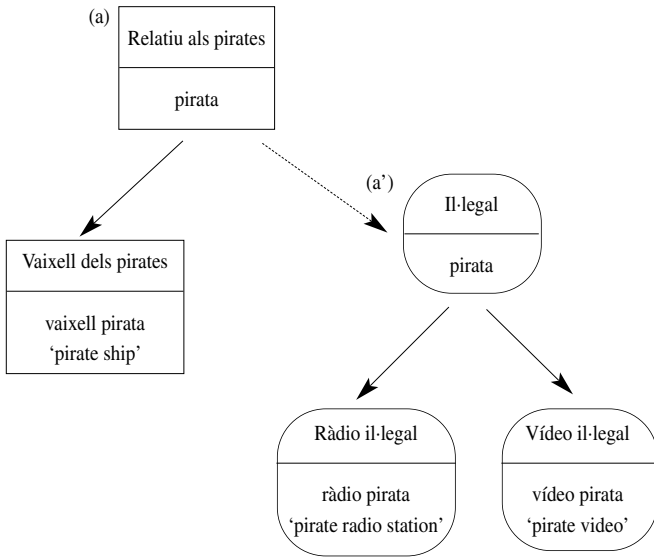 (a)
Relatiu als pirates
pirata
(a’)
Il·legal
pirata
Vaixell dels pirates
vaixell pirata
‘pirate ship’
Ràdio il·legal
ràdio pirata
‘pirate radio station’
Vídeo il·legal
vídeo pirata
‘pirate video’